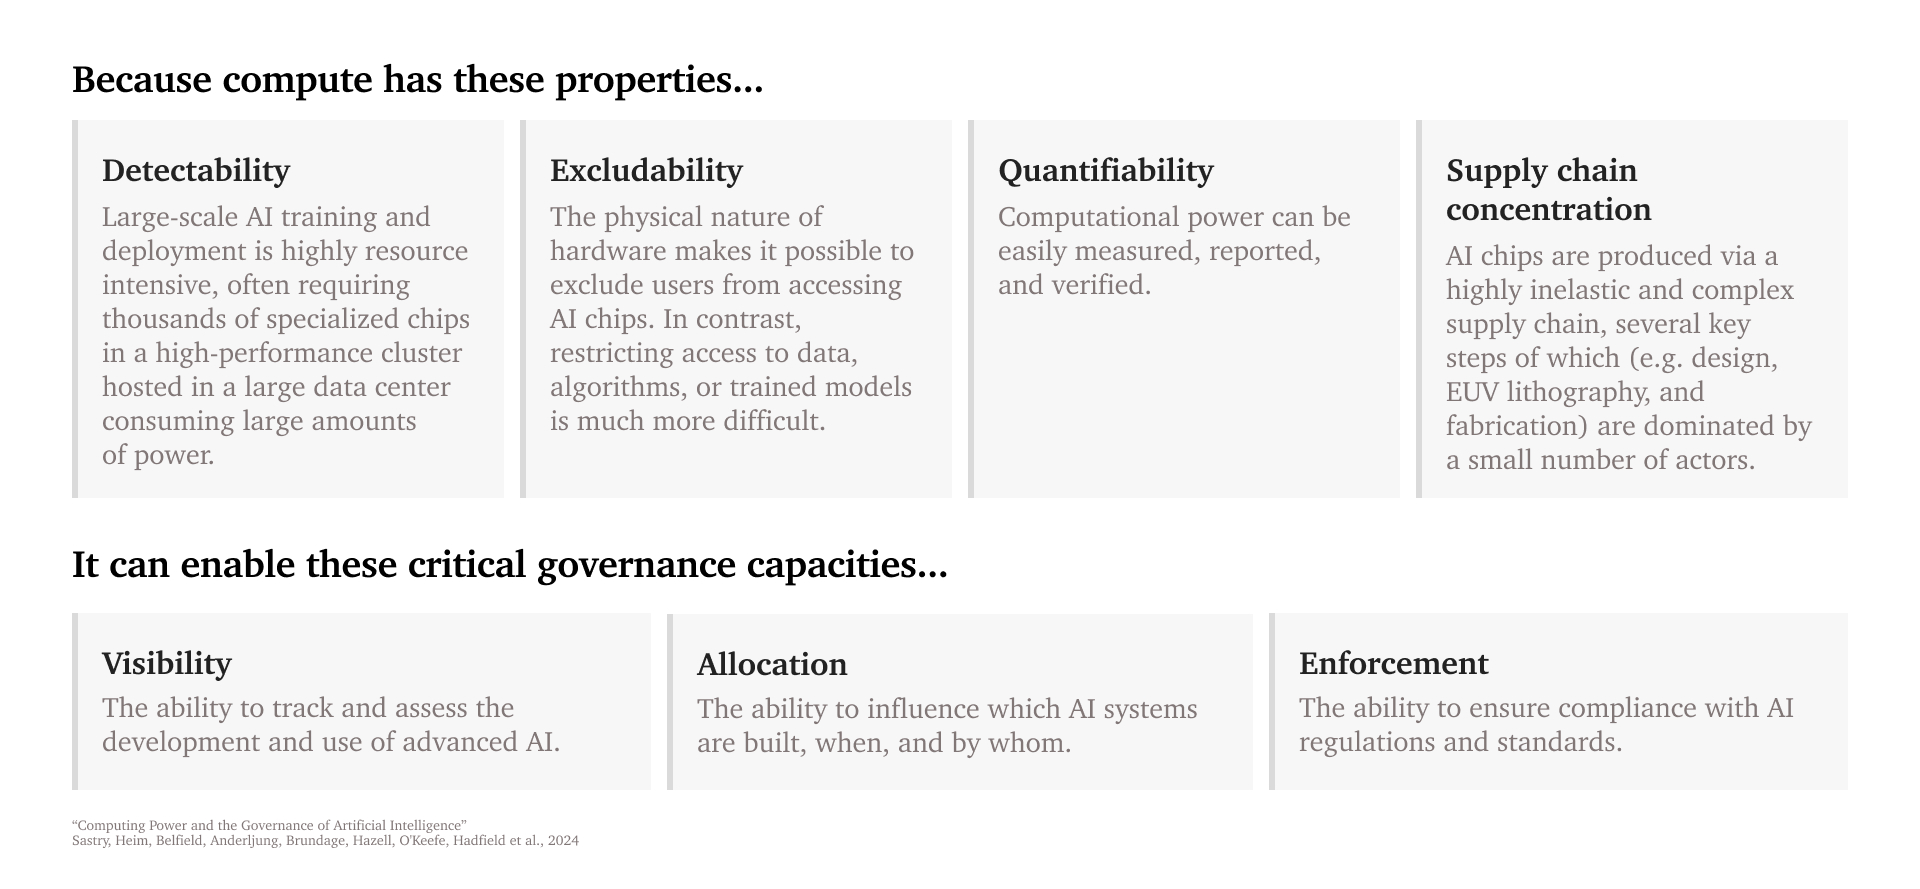 Because compute has these properties...
Detectability
Large-scale AI training and
deployment is highly resource
intensive, often requiring
thousands of specialized chips
in a high-performance cluster
hosted in a large data center
consuming large amounts
of power.
Excludability
The physical nature of
hardware makes it possible to
exclude users from accessing
AI chips. In contrast,
restricting access to data,
algorithms, or trained models
is much more difficult.
Quantifiability
Computational power can be
easily measured, reported,
and verified.
Supply chain
concentration
AI chips are produced via a
highly inelastic and complex
supply chain, several key
steps of which (e.g. design,
EUV lithography, and
fabrication) are dominated by
a small number of actors.
It can enable these critical governance capacities...
Visibility
The ability to track and assess the
development and use of advanced AI.
Allocation
The ability to influence which AI systems
are built, when, and by whom.
Enforcement
The ability to ensure compliance with AI
regulations and standards.
“Computing Power and the Governance of Artificial Intelligence”
Sastry, Heim, Belfield, Anderljung, Brundage, Hazell, O'Keefe, Hadfield et al., 2024